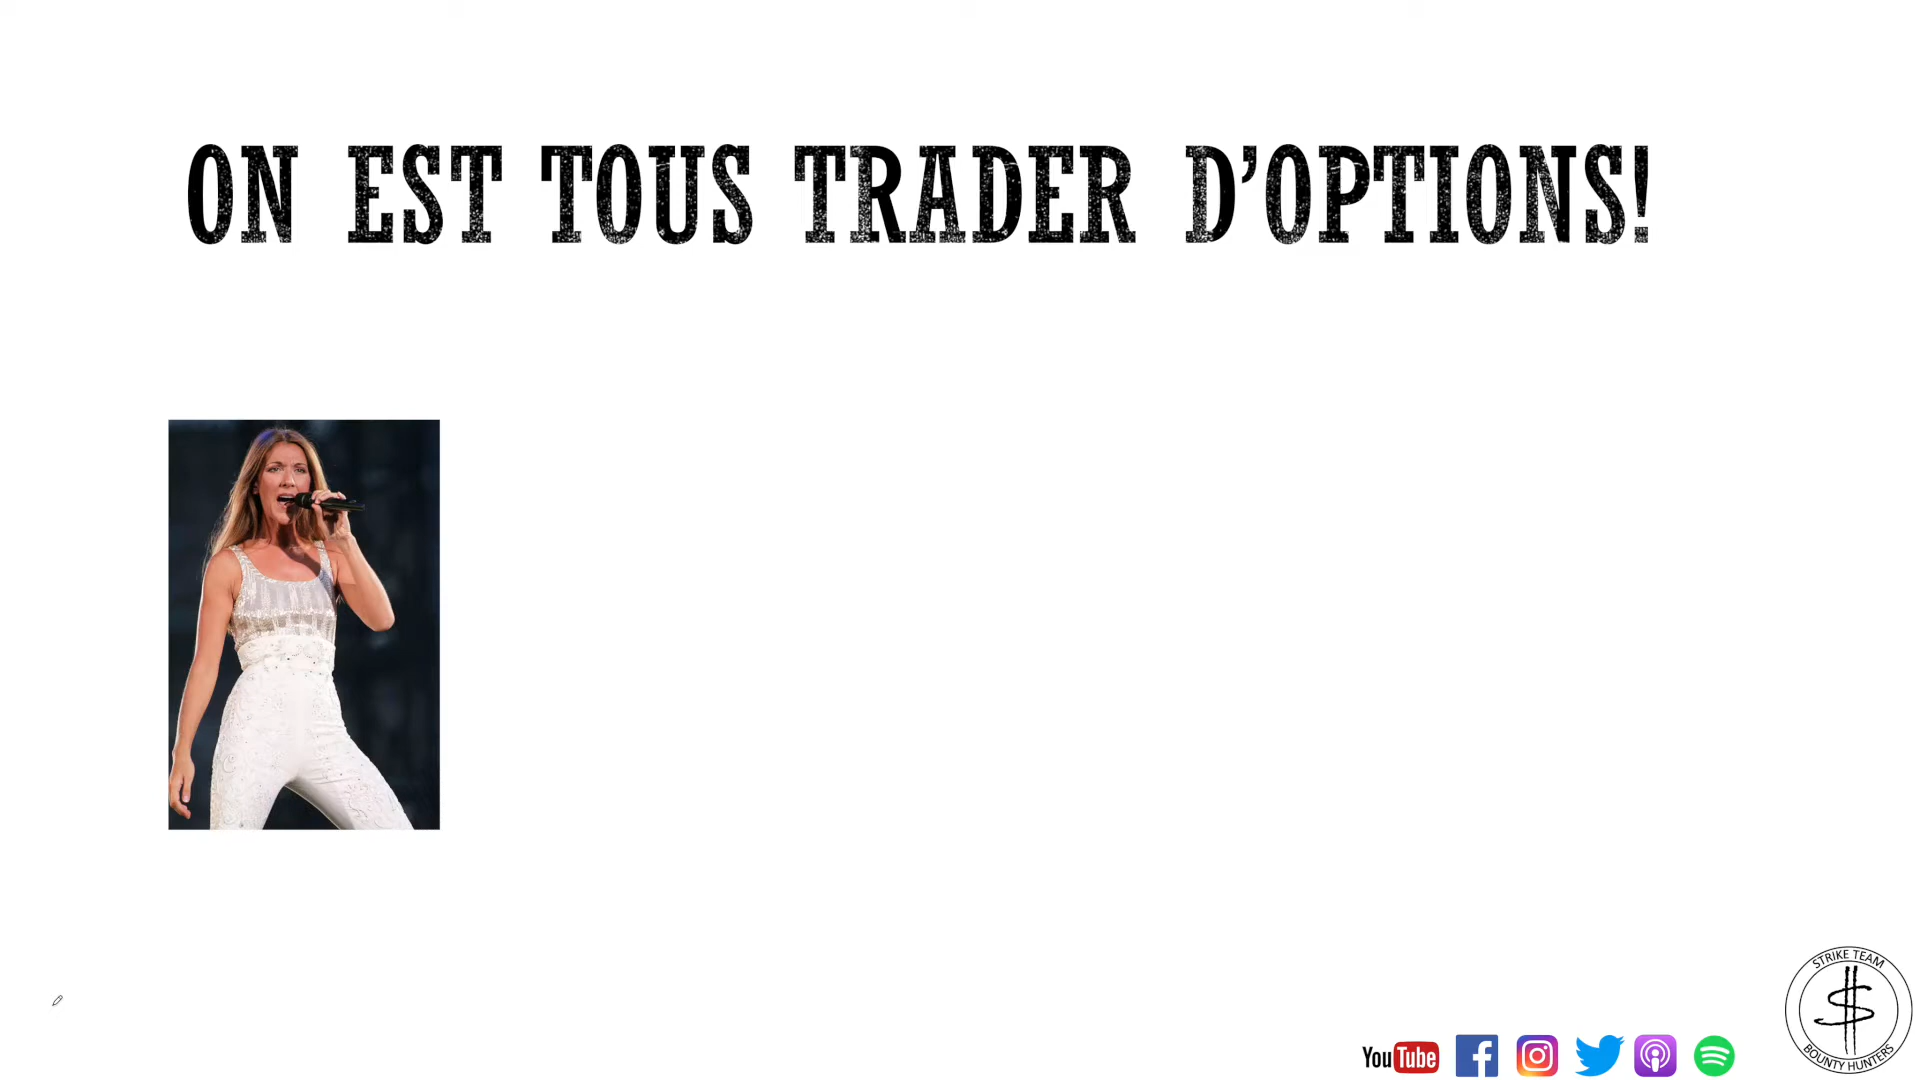 ON EST TOUS TRADER D’OPTIONS!
STRIKE TEAM
BOUNTY HUNTERS
YouTube